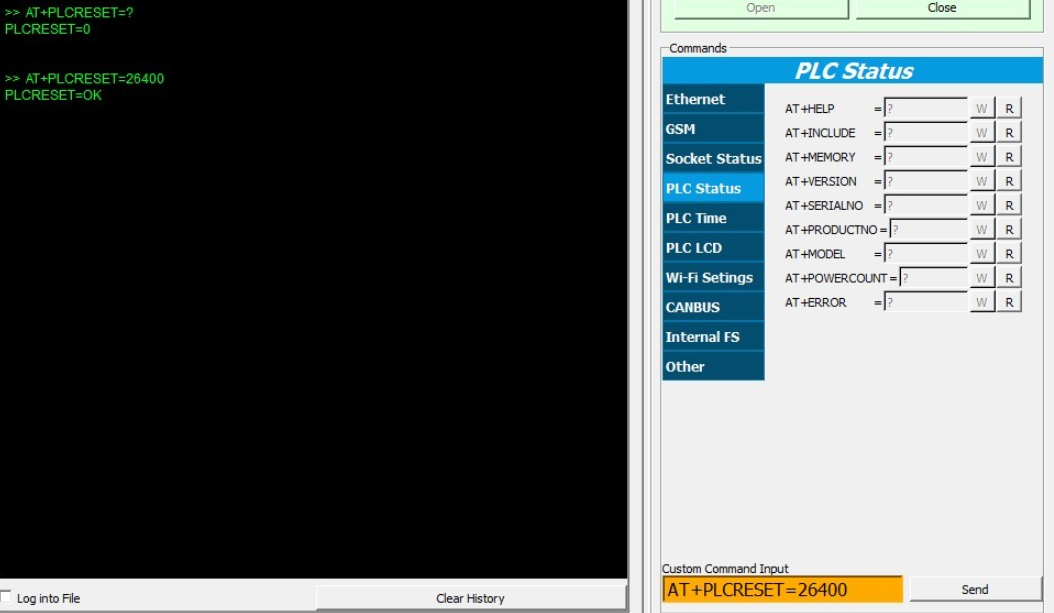 >> AT+PLCRESET=?
PLCRESET=0
>> AT+PLCRESET=26400
PLCRESET=OK
Log into File
Clear History
Open
Close
Commands
PLC Status
Ethernet
GSM
Socket Status
PLC Status
PLC Time
PLC LCD
Wi-Fi Setings
CANBUS
Internal FS
Other
AT+HELP = ? W R
AT+INCLUDE = ? W R
AT+MEMORY = ? W R
AT+VERSION = ? W R
AT+SERIALNO = ? W R
AT+PRODUCTNO = ? W R
AT+MODEL = ? W R
AT+POWERCOUNT = ? W R
AT+ERROR = ? W R
Custom Command Input
AT+PLCRESET=26400
Send